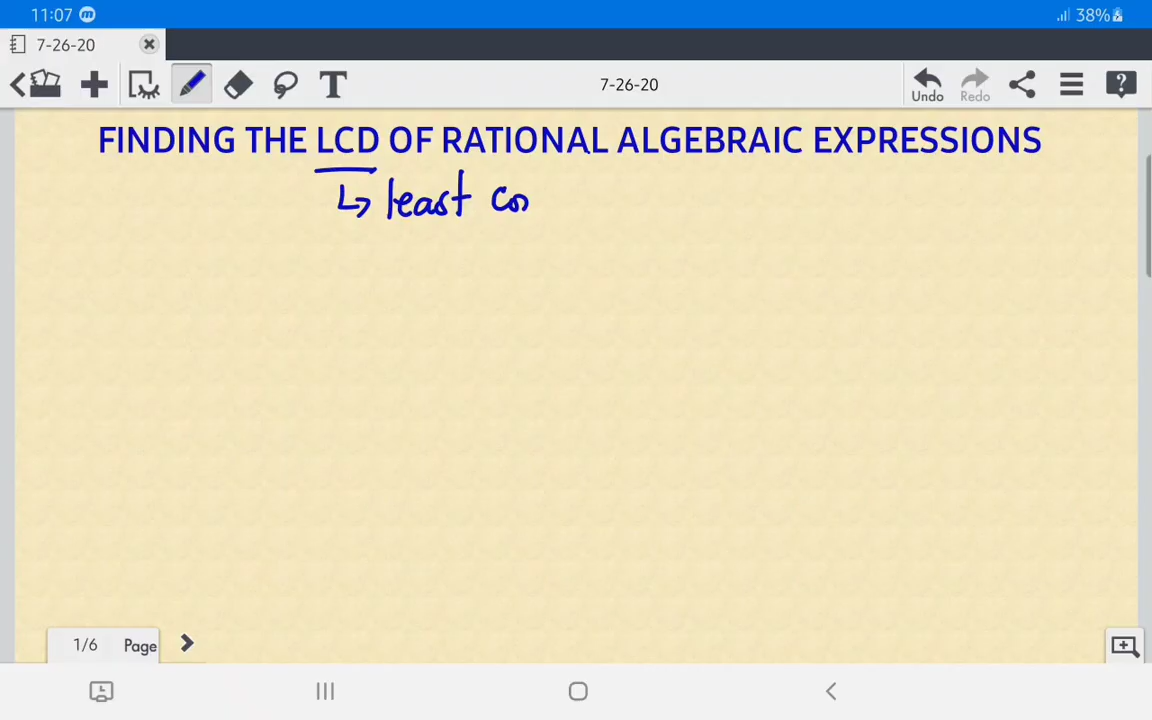 11:07 38%
7-26-20
7-26-20 Undo Redo
FINDING THE LCD OF RATIONAL ALGEBRAIC EXPRESSIONS
↳ least co
1/6 Page